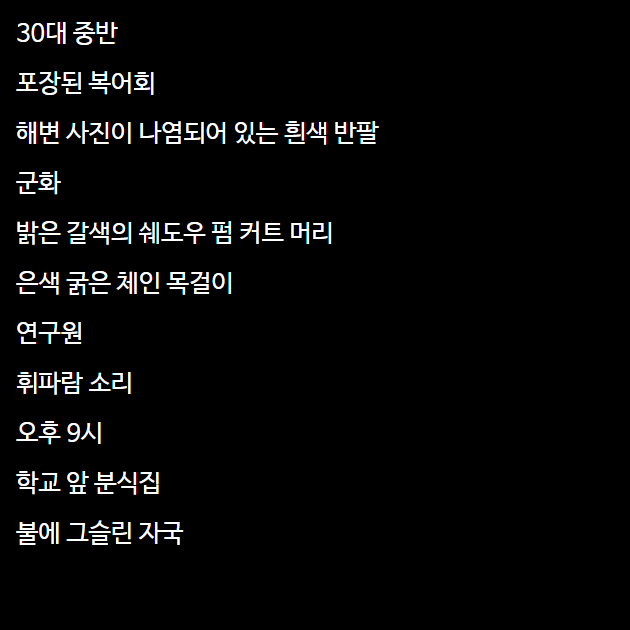 30대 중반
포장된 복어회
해변 사진이 나염되어 있는 흰색 반팔
군화
밝은 갈색의 쉐도우 펌 커트 머리
은색 굵은 체인 목걸이
연구원
휘파람 소리
오후 9시
학교 앞 분식집
불에 그슬린 자국